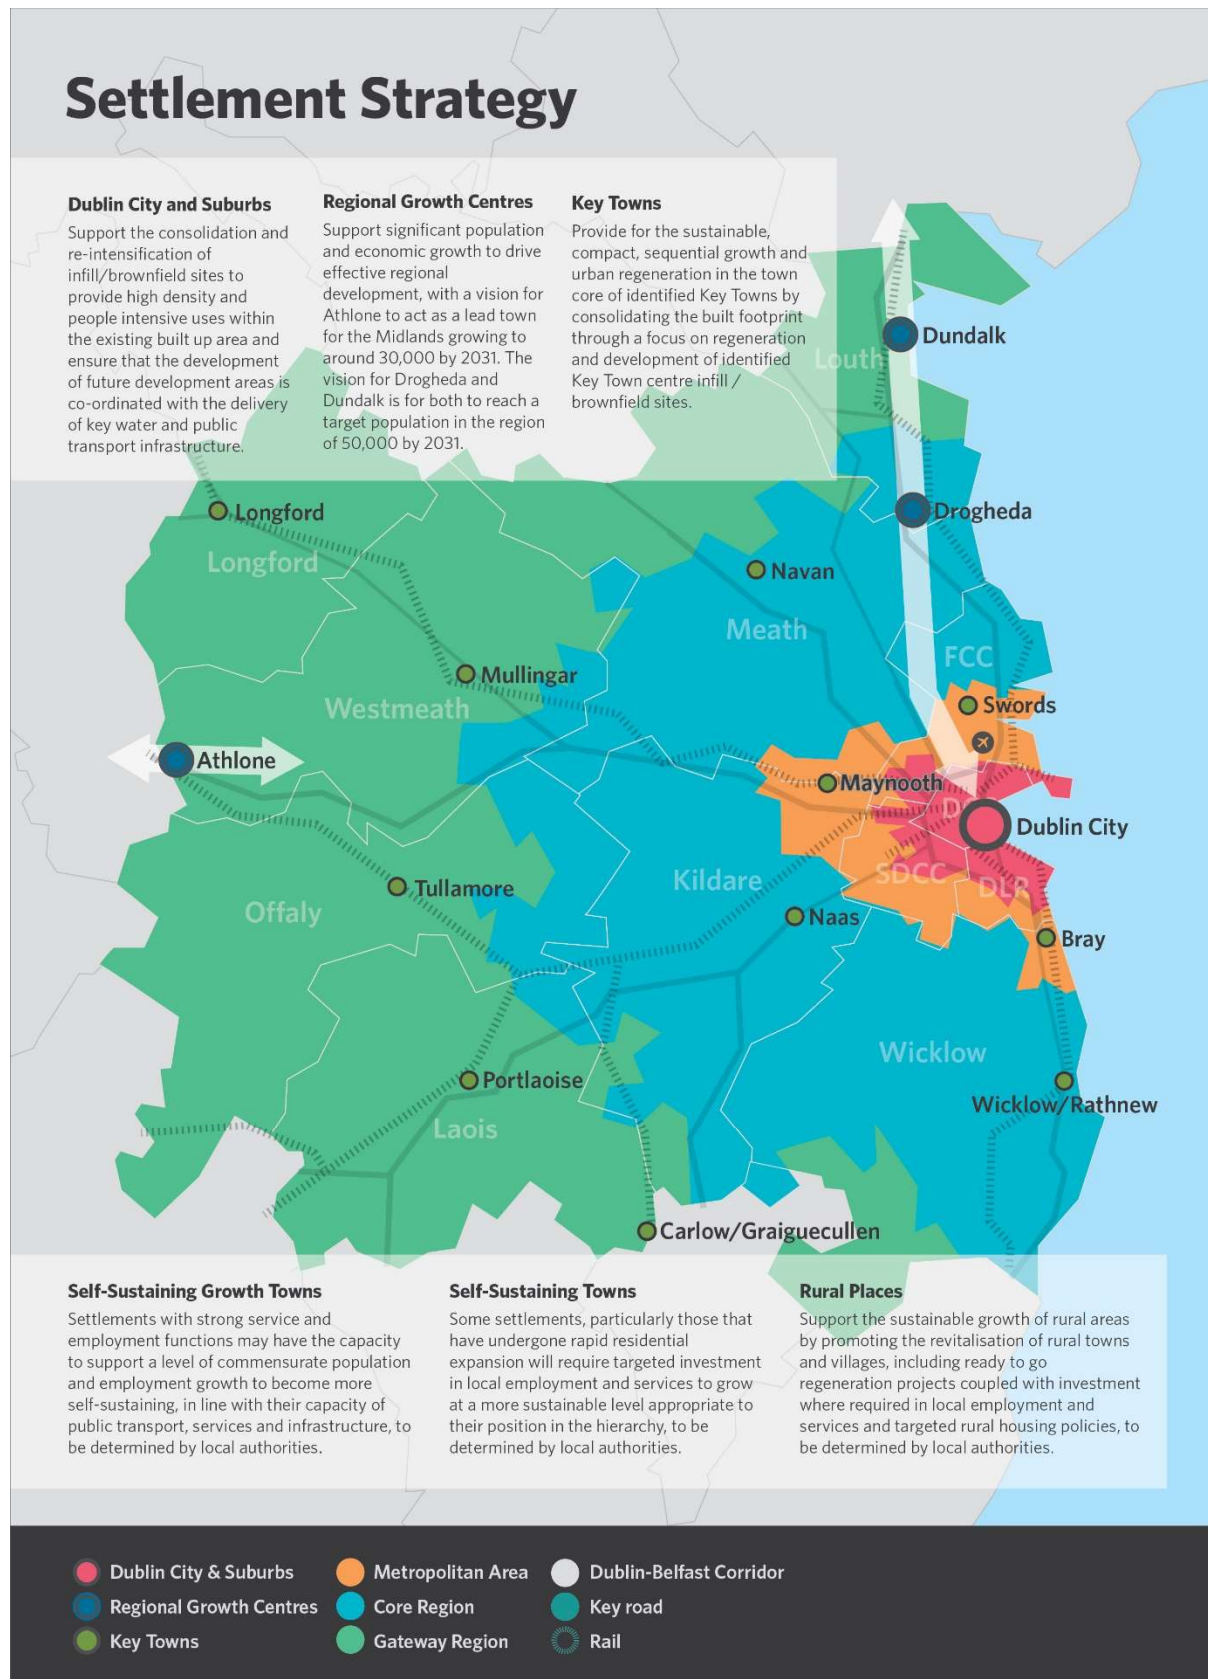 Settlement Strategy
Dublin City and Suburbs
Support the consolidation and
re-intensification of
infill/brownfield sites to
provide high density and
people intensive uses within
the existing built up area and
ensure that the development
of future development areas is
co-ordinated with the delivery
of key water and public
transport infrastructure.
Regional Growth Centres
Support significant population
and economic growth to drive
effective regional
development, with a vision for
Athlone to act as a lead town
for the Midlands growing to
around 30,000 by 2031. The
vision for Drogheda and
Dundalk is for both to reach a
target population in the region
of 50,000 by 2031.
Key Towns
Provide for the sustainable,
compact, sequential growth and
urban regeneration in the town
core of identified Key Towns by
consolidating the built footprint
through a focus on regeneration
and development of identified
Key Town centre infill /
brownfield sites.
Dundalk
Louth
Longford
Drogheda
Longford
Navan
Meath
FCC
Mullingar
Westmeath
Swords
Athlone
Maynooth
Dublin City
Kildare
SDCC
DLR
Tullamore
Offaly
Naas
Bray
Wicklow
Portlaoise
Wicklow/Rathnew
Laois
Carlow/Graiguecullen
Self-Sustaining Growth Towns
Settlements with strong service and
employment functions may have the capacity
to support a level of commensurate population
and employment growth to become more
self-sustaining, in line with their capacity of
public transport, services and infrastructure, to
be determined by local authorities.
Self-Sustaining Towns
Some settlements, particularly those that
have undergone rapid residential
expansion will require targeted investment
in local employment and services to grow
at a more sustainable level appropriate to
their position in the hierarchy, to be
determined by local authorities.
Rural Places
Support the sustainable growth of rural areas
by promoting the revitalisation of rural towns
and villages, including ready to go
regeneration projects coupled with investment
where required in local employment and
services and targeted rural housing policies, to
be determined by local authorities.
Dublin City & Suburbs
Regional Growth Centres
Key Towns
Metropolitan Area
Core Region
Gateway Region
Dublin-Belfast Corridor
Key road
Rail